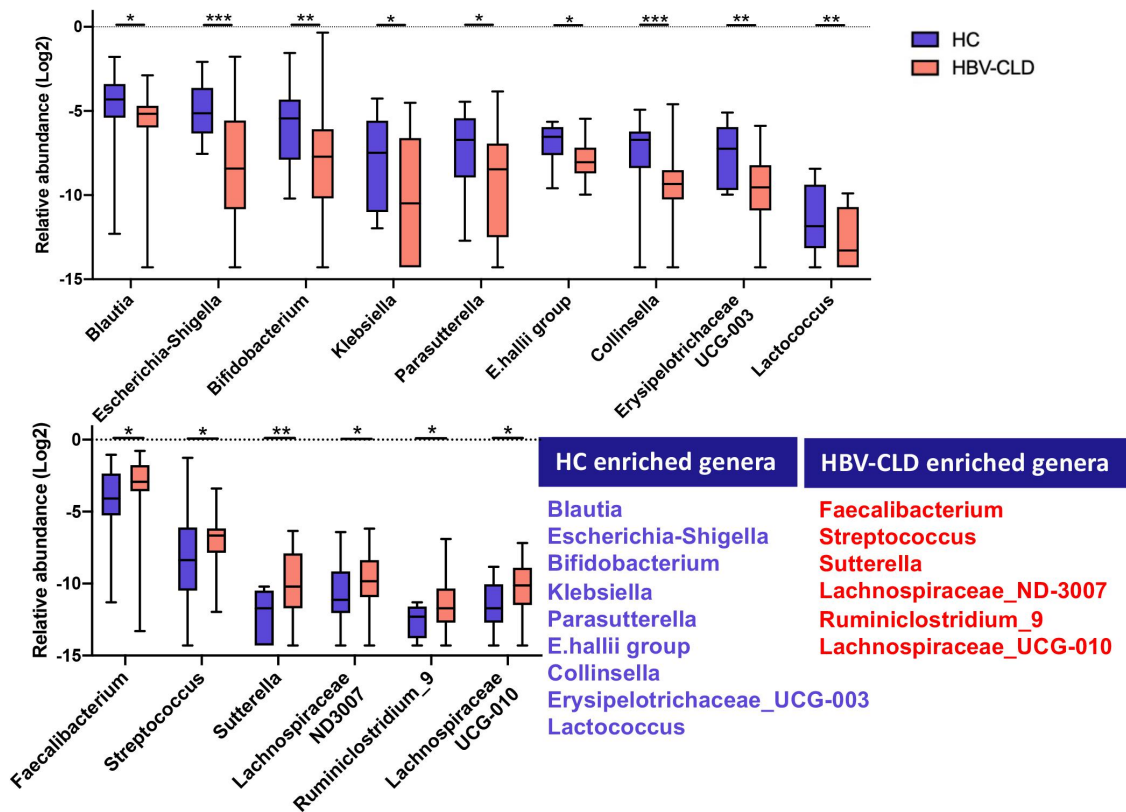 * *** ** * * * *** ** **
Relative abundance (Log2)
0
-5
-10
-15
HC
HBV-CLD
Blautia
Escherichia-Shigella
Bifidobacterium
Klebsiella
Parasutterella
E.hallii group
Collinsella
Erysipelotrichaceae
UCG-003
Lactococcus
* * ** * * *
Relative abundance (Log2)
0
-5
-10
-15
Faecalibacterium
Streptococcus
Sutterella
Lachnospiraceae
ND3007
Ruminiclostridium_9
Lachnospiraceae
UCG-010
HC enriched genera
Blautia
Escherichia-Shigella
Bifidobacterium
Klebsiella
Parasutterella
E.hallii group
Collinsella
Erysipelotrichaceae_UCG-003
Lactococcus
HBV-CLD enriched genera
Faecalibacterium
Streptococcus
Sutterella
Lachnospiraceae_ND-3007
Ruminiclostridium_9
Lachnospiraceae_UCG-010